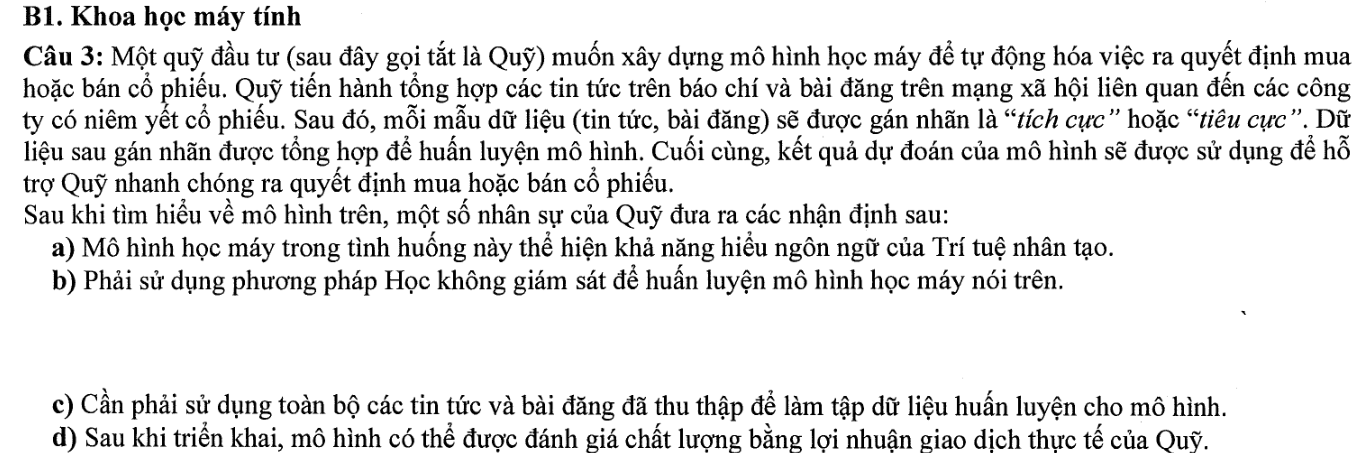 B1. Khoa học máy tính
Câu 3: Một quỹ đầu tư (sau đây gọi tắt là Quỹ) muốn xây dựng mô hình học máy để tự động hóa việc ra quyết định mua
hoặc bán cổ phiếu. Quỹ tiến hành tổng hợp các tin tức trên báo chí và bài đăng trên mạng xã hội liên quan đến các công
ty có niêm yết cổ phiếu. Sau đó, mỗi mẫu dữ liệu (tin tức, bài đăng) sẽ được gán nhãn là “tích cực” hoặc “tiêu cực”. Dữ
liệu sau gán nhãn được tổng hợp để huấn luyện mô hình. Cuối cùng, kết quả dự đoán của mô hình sẽ được sử dụng để hỗ
trợ Quỹ nhanh chóng ra quyết định mua hoặc bán cổ phiếu.
Sau khi tìm hiểu về mô hình trên, một số nhân sự của Quỹ đưa ra các nhận định sau:
a) Mô hình học máy trong tình huống này thể hiện khả năng hiểu ngôn ngữ của Trí tuệ nhân tạo.
b) Phải sử dụng phương pháp Học không giám sát để huấn luyện mô hình học máy nói trên.
c) Cần phải sử dụng toàn bộ các tin tức và bài đăng đã thu thập để làm tập dữ liệu huấn luyện cho mô hình.
d) Sau khi triển khai, mô hình có thể được đánh giá chất lượng bằng lợi nhuận giao dịch thực tế của Quỹ.